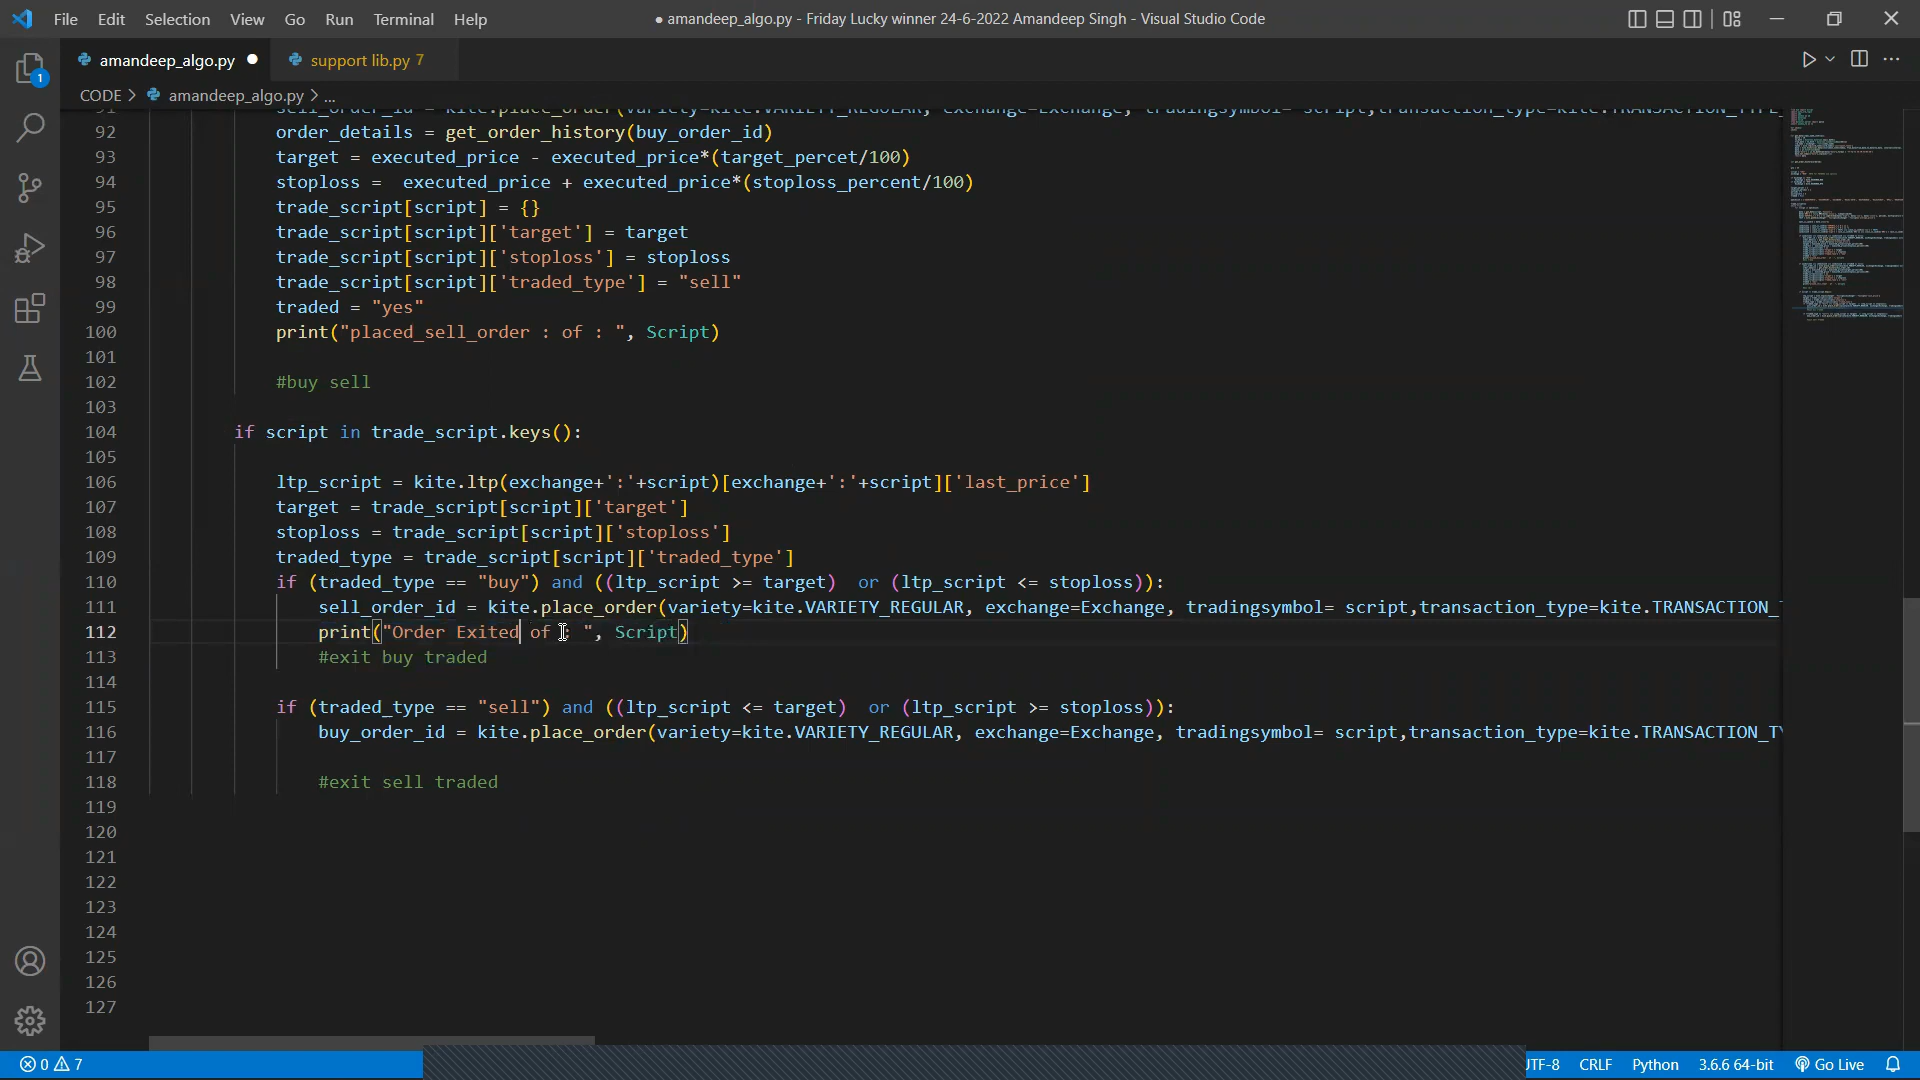 File Edit Selection View Go Run Terminal Help
● amandeep_algo.py - Friday Lucky winner 24-6-2022 Amandeep Singh - Visual Studio Code
amandeep_algo.py ● support lib.py 7
CODE > amandeep_algo.py > ...
92 order_details = get_order_history(buy_order_id)
93 target = executed_price - executed_price*(target_percet/100)
94 stoploss =  executed_price + executed_price*(stoploss_percent/100)
95 trade_script[script] = {}
96 trade_script[script]['target'] = target
97 trade_script[script]['stoploss'] = stoploss
98 trade_script[script]['traded_type'] = "sell"
99 traded = "yes"
100 print("placed_sell_order : of : ", Script)
101
102 #buy sell
103
104 if script in trade_script.keys():
105
106 ltp_script = kite.ltp(exchange+':'+script)[exchange+':'+script]['last_price']
107 target = trade_script[script]['target']
108 stoploss = trade_script[script]['stoploss']
109 traded_type = trade_script[script]['traded_type']
110 if (traded_type == "buy") and ((ltp_script >= target)  or (ltp_script <= stoploss)):
111 sell_order_id = kite.place_order(variety=kite.VARIETY_REGULAR, exchange=Exchange, tradingsymbol= script,transaction_type=kite.TRANSACTION_T
112 print("Order Exited of : ", Script)
113 #exit buy traded
114
115 if (traded_type == "sell") and ((ltp_script <= target)  or (ltp_script >= stoploss)):
116 buy_order_id = kite.place_order(variety=kite.VARIETY_REGULAR, exchange=Exchange, tradingsymbol= script,transaction_type=kite.TRANSACTION_TY
117
118 #exit sell traded
119
120
121
122
123
124
125
126
127
1
0 7 UTF-8 CRLF Python 3.6.6 64-bit Go Live